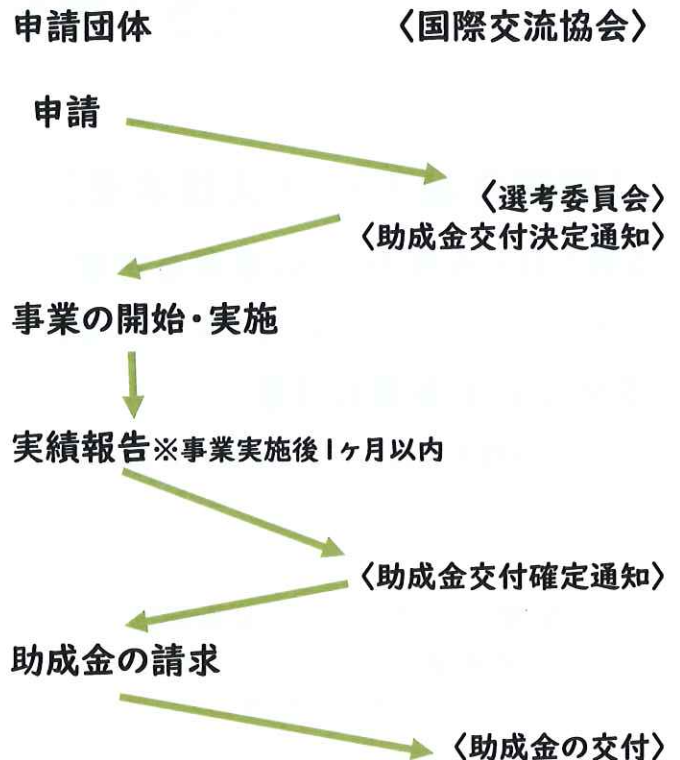 申請団体 〈国際交流協会〉
申請
〈選考委員会〉
〈助成金交付決定通知〉
事業の開始・実施
実績報告※事業実施後1ヶ月以内
〈助成金交付確定通知〉
助成金の請求
〈助成金の交付〉